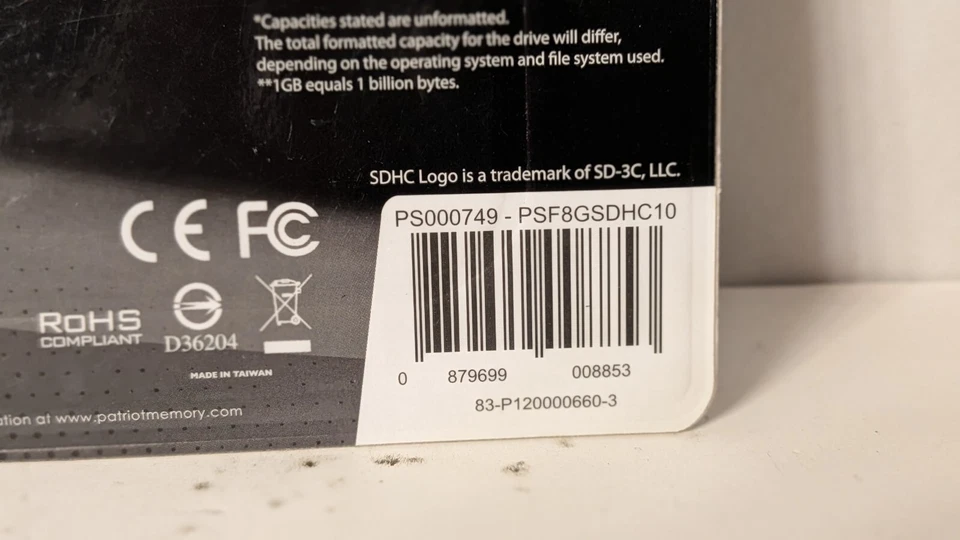 *Capacities stated are unformatted.
The total formatted capacity for the drive will differ,
depending on the operating system and file system used.
**1GB equals 1 billion bytes.
SDHC Logo is a trademark of SD-3C, LLC.
PS000749 - PSF8GSDHC10
CE FC
RoHS
COMPLIANT
D36204
MADE IN TAIWAN
0 879699 008853
83-P120000660-3
ation at www.patriotmemory.com